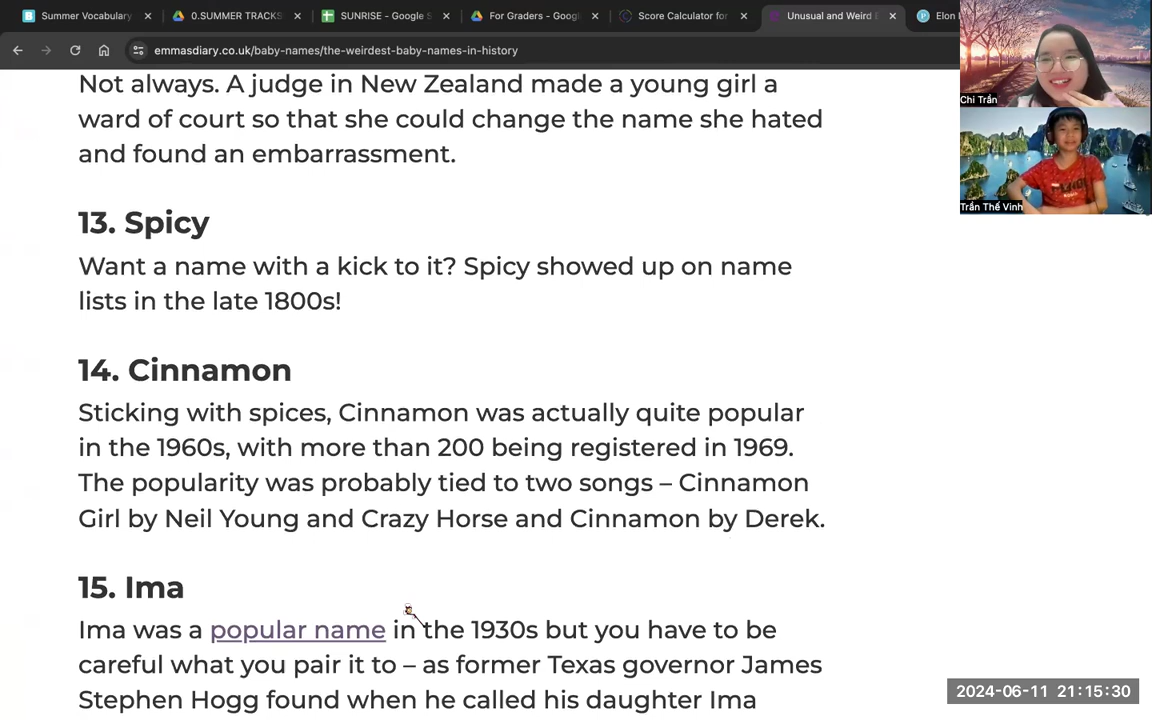 Summer Vocabulary
0.SUMMER TRACKS
SUNRISE - Google S
For Graders - Googl
Score Calculator for
Unusual and Weird
Elon
emmasdiary.co.uk/baby-names/the-weirdest-baby-names-in-history
Chi Trần
Trần Thế Vinh
Not always. A judge in New Zealand made a young girl a
ward of court so that she could change the name she hated
and found an embarrassment.
13. Spicy
Want a name with a kick to it? Spicy showed up on name
lists in the late 1800s!
14. Cinnamon
Sticking with spices, Cinnamon was actually quite popular
in the 1960s, with more than 200 being registered in 1969.
The popularity was probably tied to two songs – Cinnamon
Girl by Neil Young and Crazy Horse and Cinnamon by Derek.
15. Ima
Ima was a popular name in the 1930s but you have to be
careful what you pair it to – as former Texas governor James
Stephen Hogg found when he called his daughter Ima
2024-06-11 21:15:30